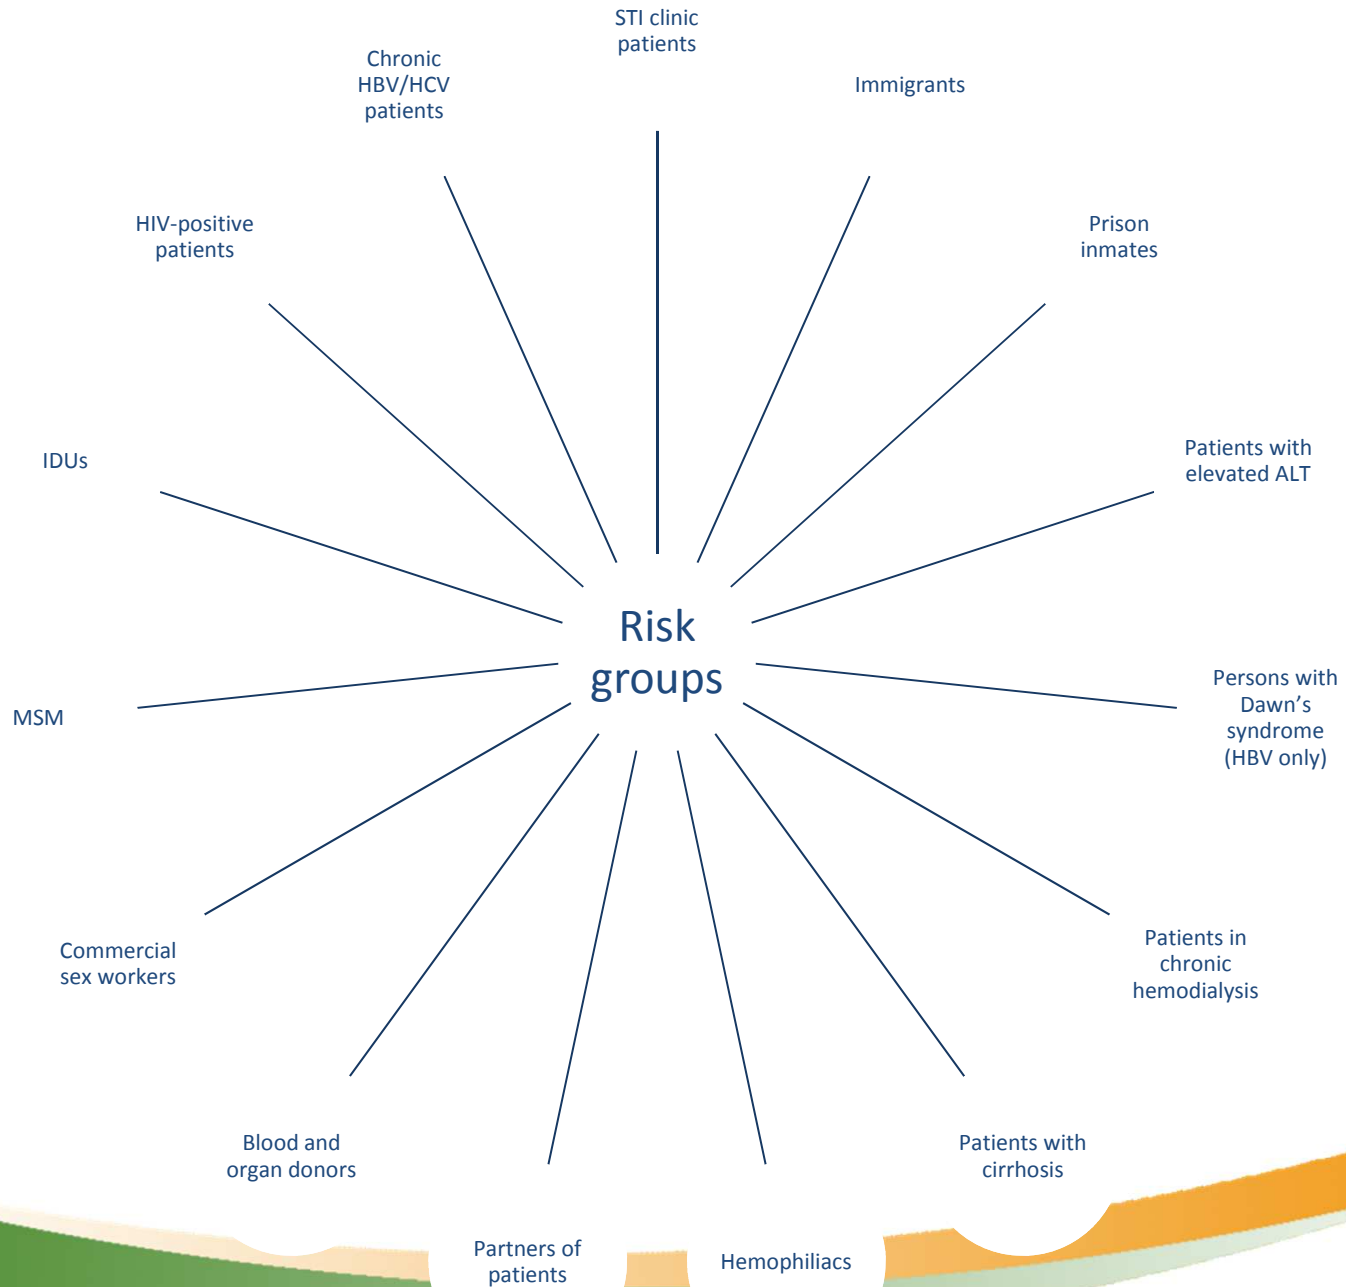 STI clinic
patients
Immigrants
Prison
inmates
Patients with
elevated ALT
Persons with
Dawn’s
syndrome
(HBV only)
Patients in
chronic
hemodialysis
Patients with
cirrhosis
Hemophiliacs
Partners of
patients
Blood and
organ donors
Commercial
sex workers
MSM
IDUs
HIV-positive
patients
Chronic
HBV/HCV
patients
Risk
groups